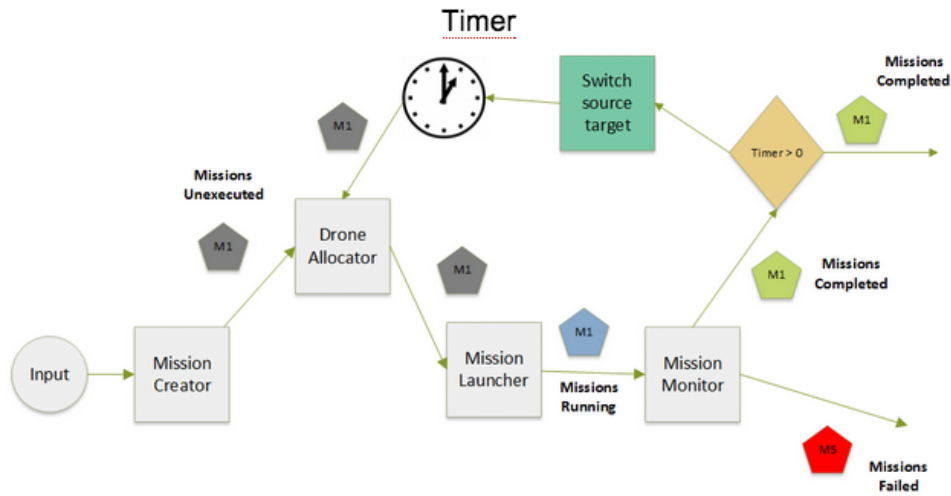 Timer
Missions
Completed
M1
Switch
source
target
Timer > 0
M1
Missions
Unexecuted
M1
Drone
Allocator
M1
M1
Missions
Completed
Input
Mission
Creator
Mission
Launcher
M1
Missions
Running
Mission
Monitor
M5
Missions
Failed